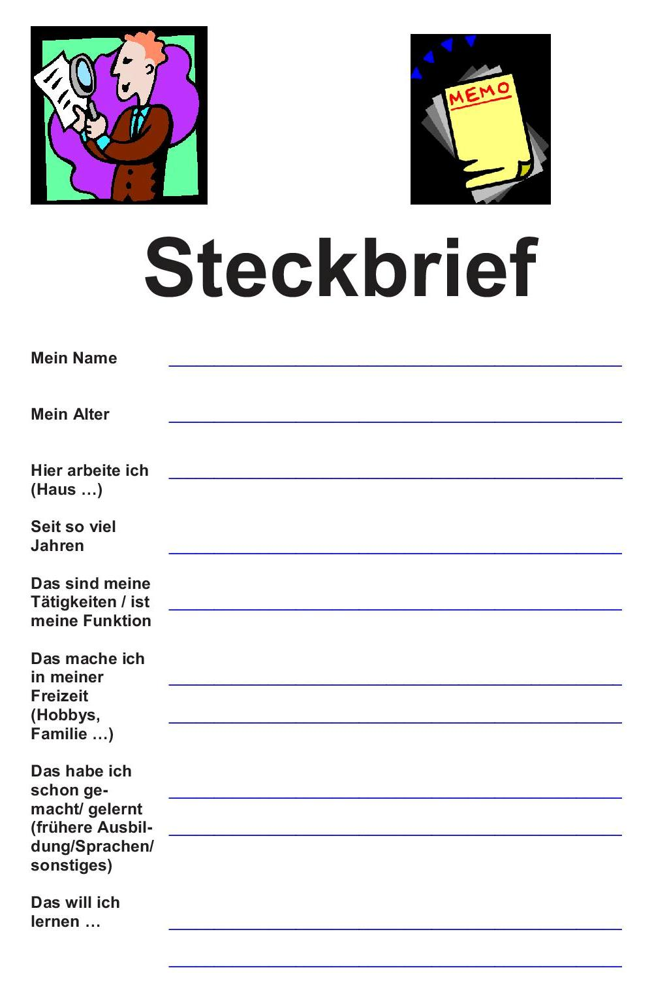 MEMO
Steckbrief
Mein Name
Mein Alter
Hier arbeite ich
(Haus …)
Seit so viel
Jahren
Das sind meine
Tätigkeiten / ist
meine Funktion
Das mache ich
in meiner
Freizeit
(Hobbys,
Familie …)
Das habe ich
schon ge-
macht/ gelernt
(frühere Ausbil-
dung/Sprachen/
sonstiges)
Das will ich
lernen …